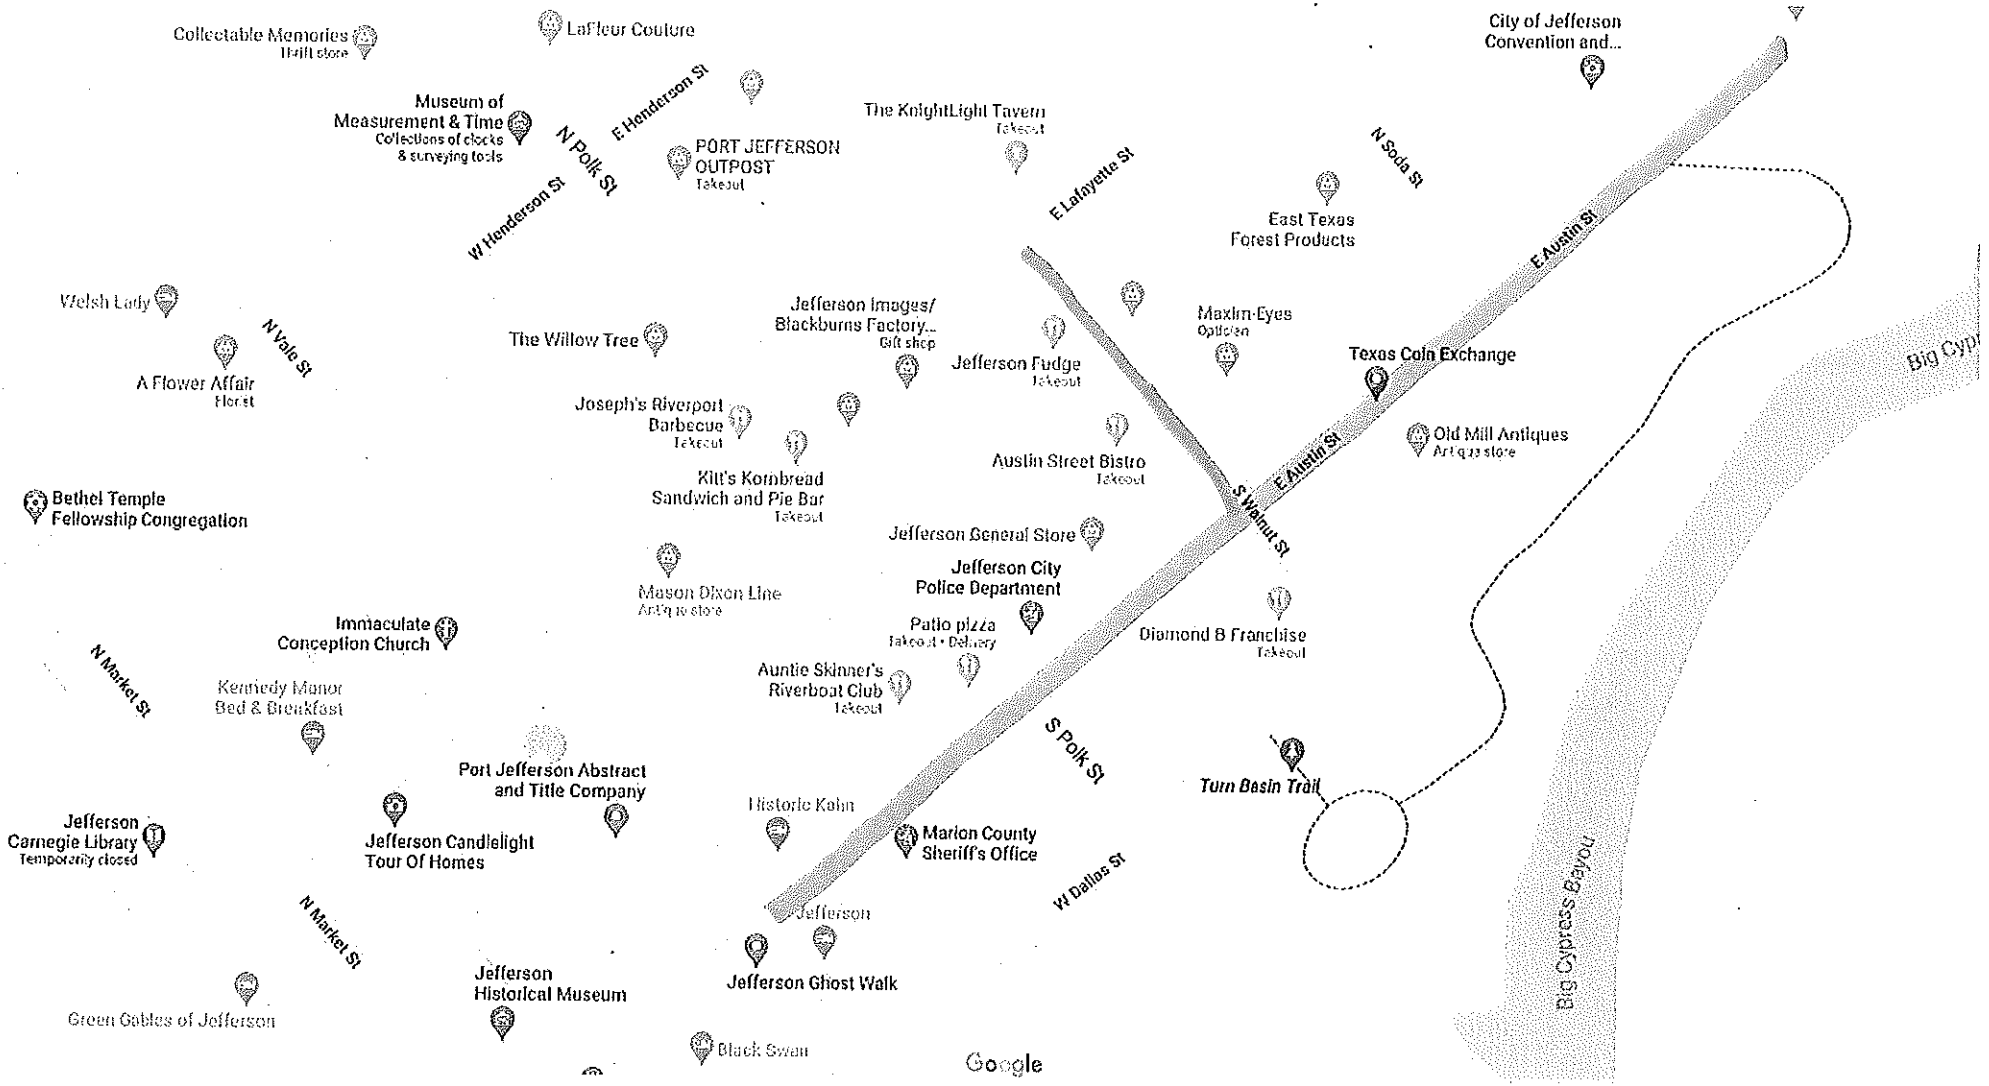 Collectable Memories
Thrift store
LaFleur Couture
City of Jefferson
Convention and...
Museum of
Measurement & Time
Collections of clocks
& surveying tools
E Henderson St
N Polk St
W Henderson St
PORT JEFFERSON
OUTPOST
Takeout
The KnightLight Tavern
Takeout
E Lafayette St
N Soda St
East Texas
Forest Products
E Austin St
Big Cyp
Welsh Lady
N Vale St
A Flower Affair
Florist
The Willow Tree
Jefferson Images/
Blackburns Factory...
Gift shop
Jefferson Fudge
Takeout
Maxim-Eyes
Optician
Texas Coin Exchange
Joseph's Riverport
Barbecue
Takeout
Kitt's Kornbread
Sandwich and Pie Bar
Takeout
Austin Street Bistro
Takeout
E Austin St
Old Mill Antiques
Antique store
Bethel Temple
Fellowship Congregation
S Walnut St
Jefferson General Store
Mason Dixon Line
Antique store
Jefferson City
Police Department
Patio pizza
Takeout • Delivery
Diamond B Franchise
Takeout
Immaculate
Conception Church
N Market St
Kennedy Manor
Bed & Breakfast
Auntie Skinner's
Riverboat Club
Takeout
S Polk St
Port Jefferson Abstract
and Title Company
Turn Basin Trail
Historic Kahn
Jefferson
Carnegie Library
Temporarily closed
Jefferson Candlelight
Tour Of Homes
Marion County
Sheriff's Office
W Dallas St
Big Cypress Bayou
N Market St
Jefferson
Jefferson Ghost Walk
Jefferson
Historical Museum
Green Gables of Jefferson
Black Swan
Google